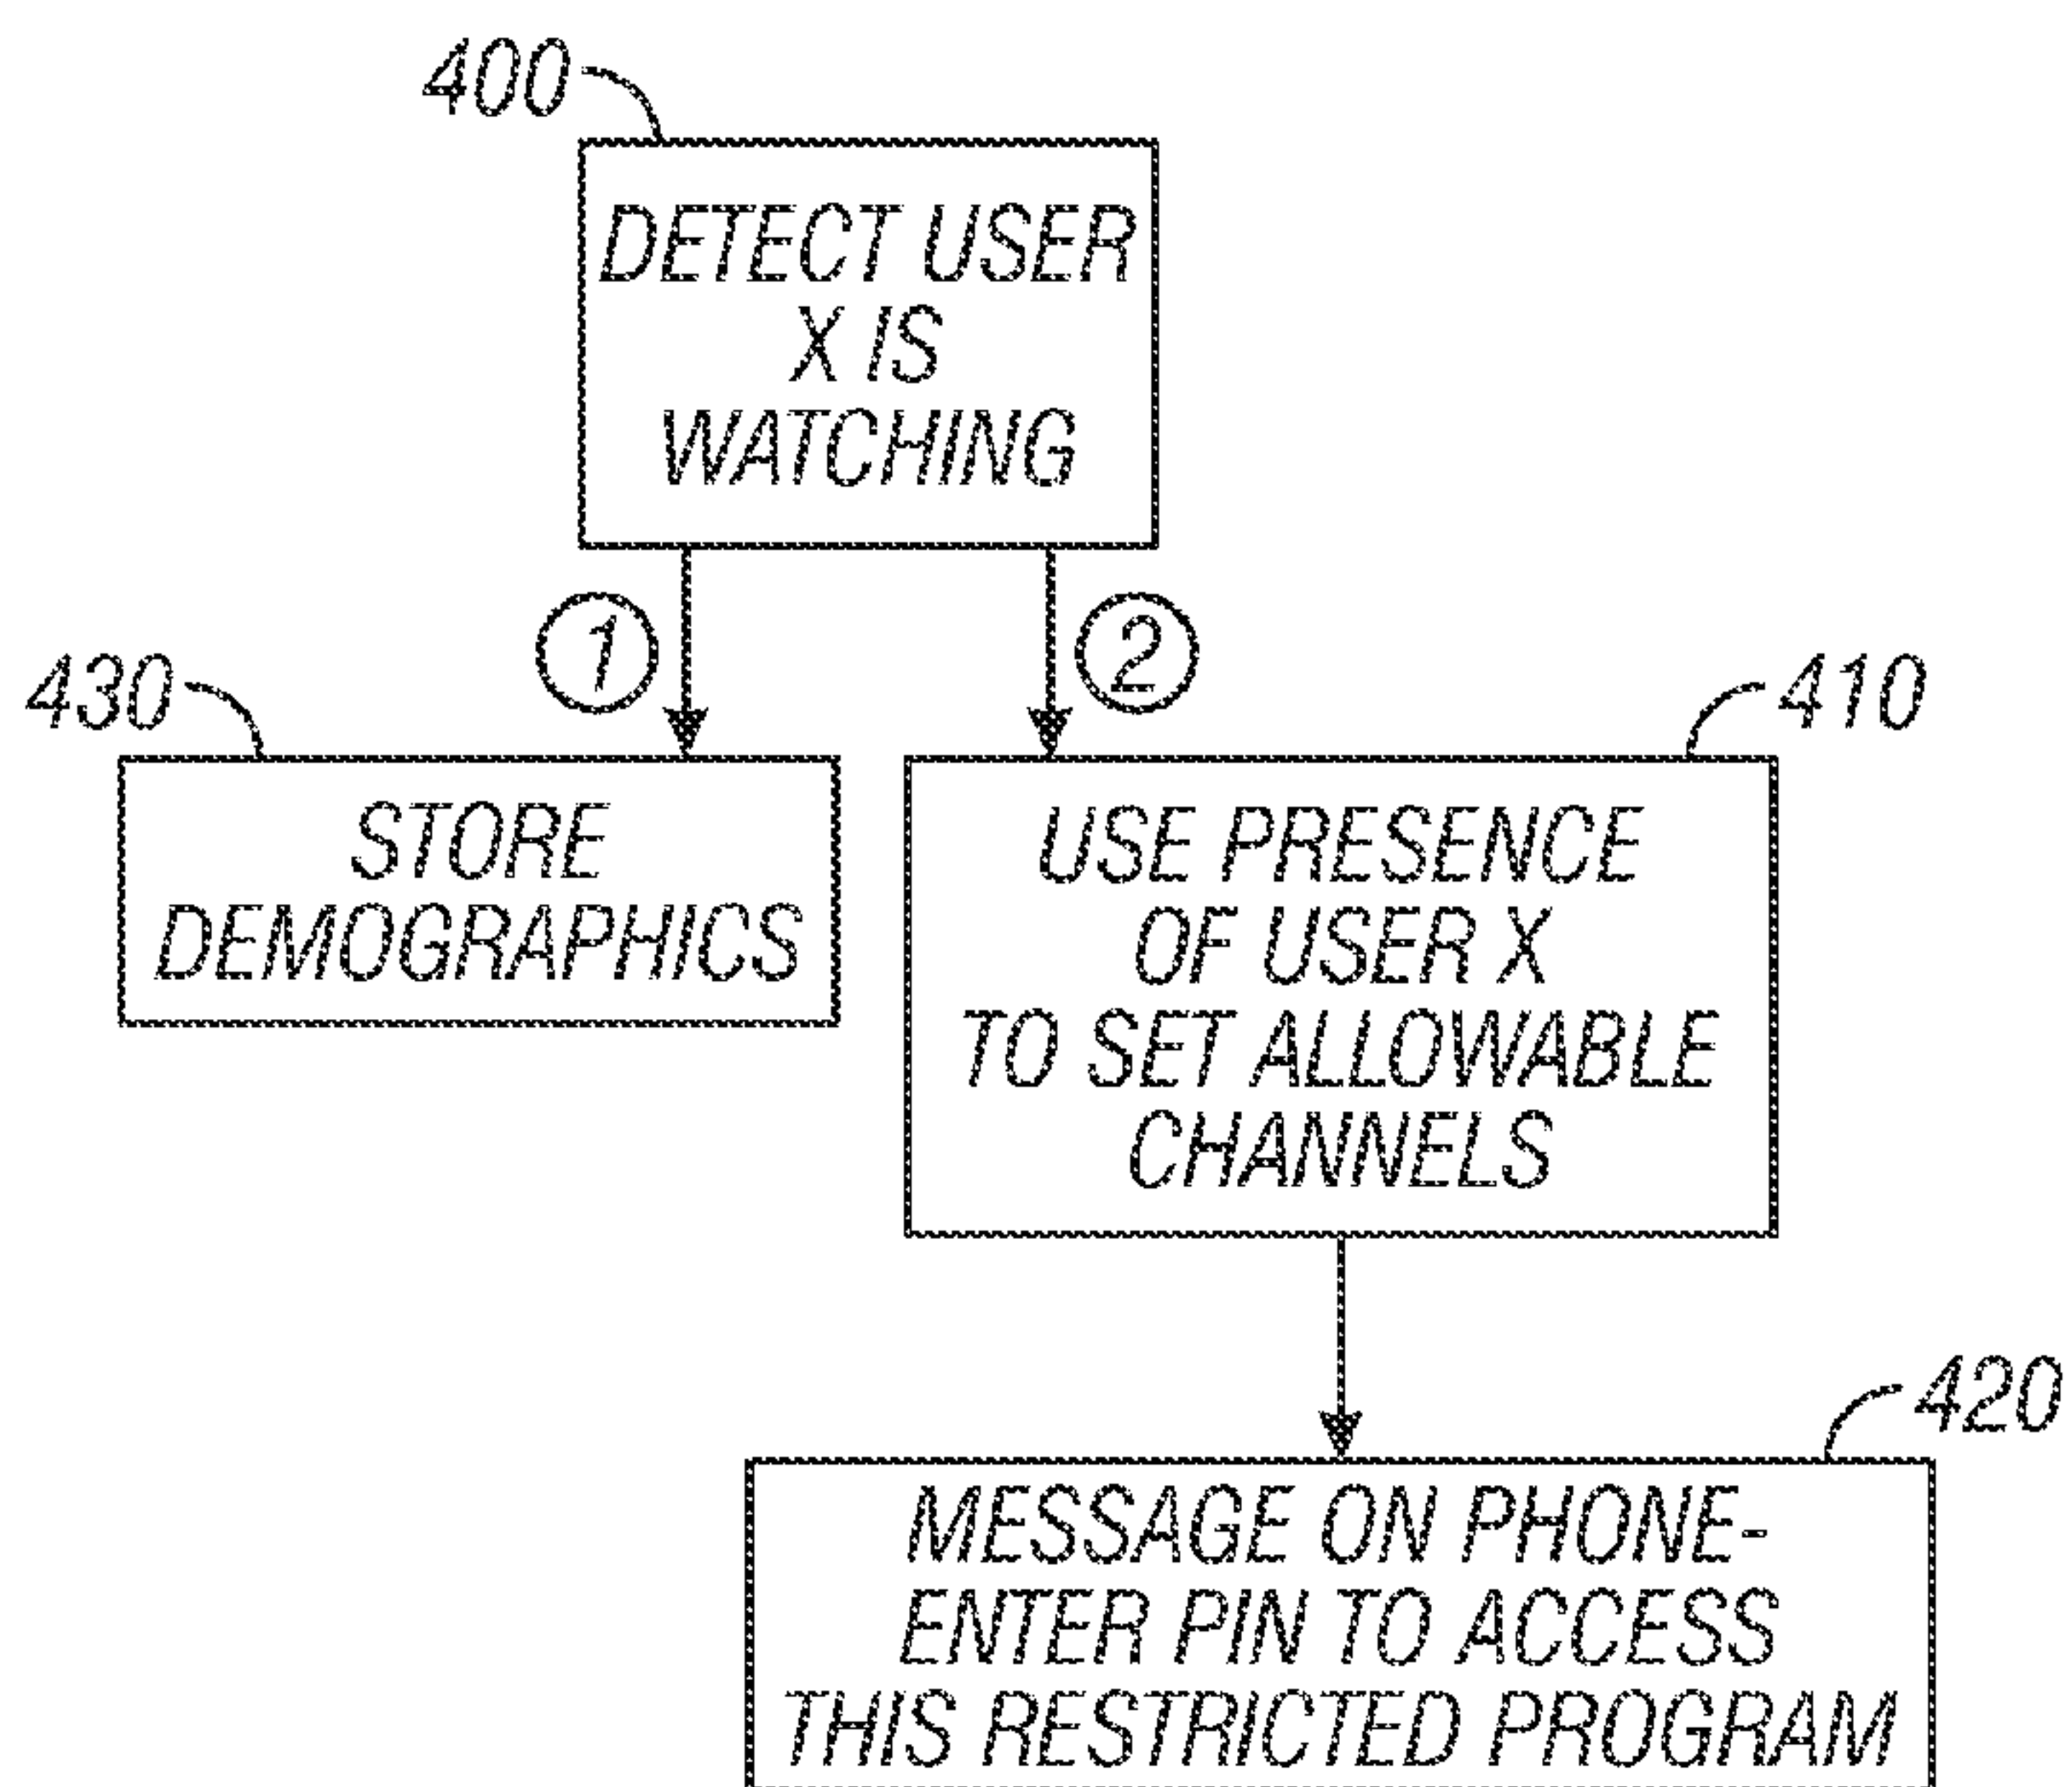 400
DETECT USER
X IS
WATCHING
1
2
430
410
STORE
DEMOGRAPHICS
USE PRESENCE
OF USER X
TO SET ALLOWABLE
CHANNELS
420
MESSAGE ON PHONE-
ENTER PIN TO ACCESS
THIS RESTRICTED PROGRAM